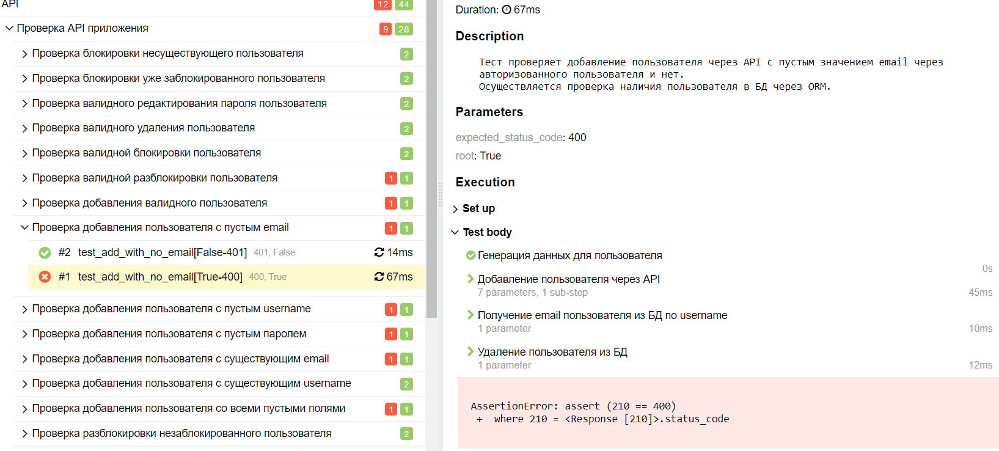 API 12 44
Проверка API приложения 9 28
Проверка блокировки несуществующего пользователя 2
Проверка блокировки уже заблокированного пользователя 2
Проверка валидного редактирования пароля пользователя 2
Проверка валидного удаления пользователя 2
Проверка валидной блокировки пользователя 2
Проверка валидной разблокировки пользователя 1 1
Проверка добавления валидного пользователя 1 1
Проверка добавления пользователя с пустым email 1 1
#2 test_add_with_no_email[False-401] 401, False 14ms
#1 test_add_with_no_email[True-400] 400, True 67ms
Проверка добавления пользователя с пустым username 1 1
Проверка добавления пользователя с пустым паролем 1 1
Проверка добавления пользователя с существующим email 1 1
Проверка добавления пользователя с существующим username 2
Проверка добавления пользователя со всеми пустыми полями 1 1
Проверка разблокировки незаблокированного пользователя 2
Duration: 67ms
Description
Тест проверяет добавление пользователя через API с пустым значением email через
авторизованного пользователя и нет.
Осуществляется проверка наличия пользователя в БД через ORM.
Parameters
expected_status_code: 400
root: True
Execution
Set up
Test body
Генерация данных для пользователя
0s
Добавление пользователя через API
7 parameters, 1 sub-step 45ms
Получение email пользователя из БД по username
1 parameter 10ms
Удаление пользователя из БД
1 parameter 12ms
AssertionError: assert (210 == 400)
+ where 210 = <Response [210]>.status_code